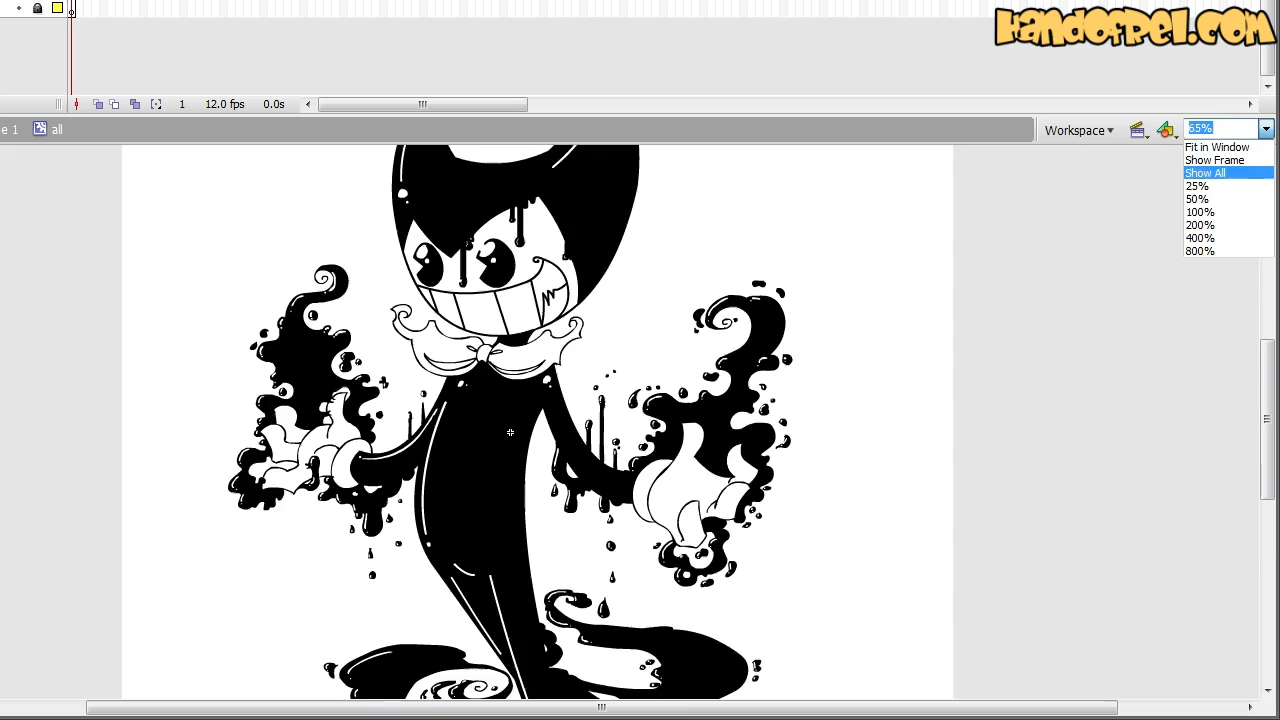 HandofRei.com
1 12.0 fps 0.0s
e 1 all Workspace 65%
Fit in Window
Show Frame
Show All
25%
50%
100%
200%
400%
800%